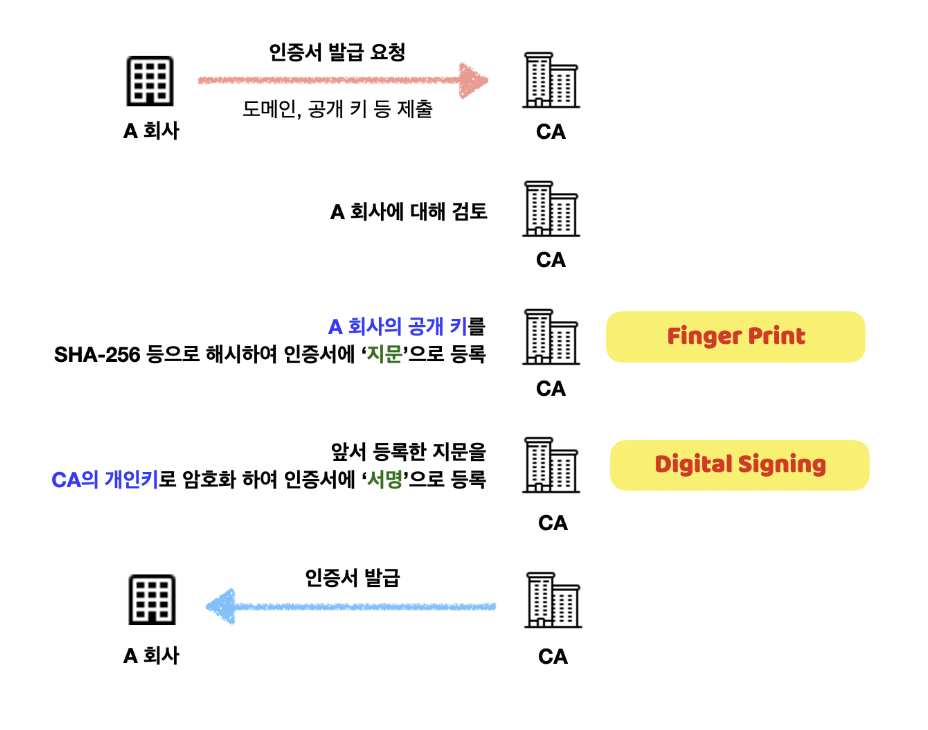 인증서 발급 요청
도메인, 공개 키 등 제출
A 회사
CA
A 회사에 대해 검토
CA
A 회사의 공개 키를
SHA-256 등으로 해시하여 인증서에 ‘지문’으로 등록
Finger Print
CA
앞서 등록한 지문을
CA의 개인키로 암호화 하여 인증서에 ‘서명’으로 등록
Digital Signing
CA
인증서 발급
A 회사
CA